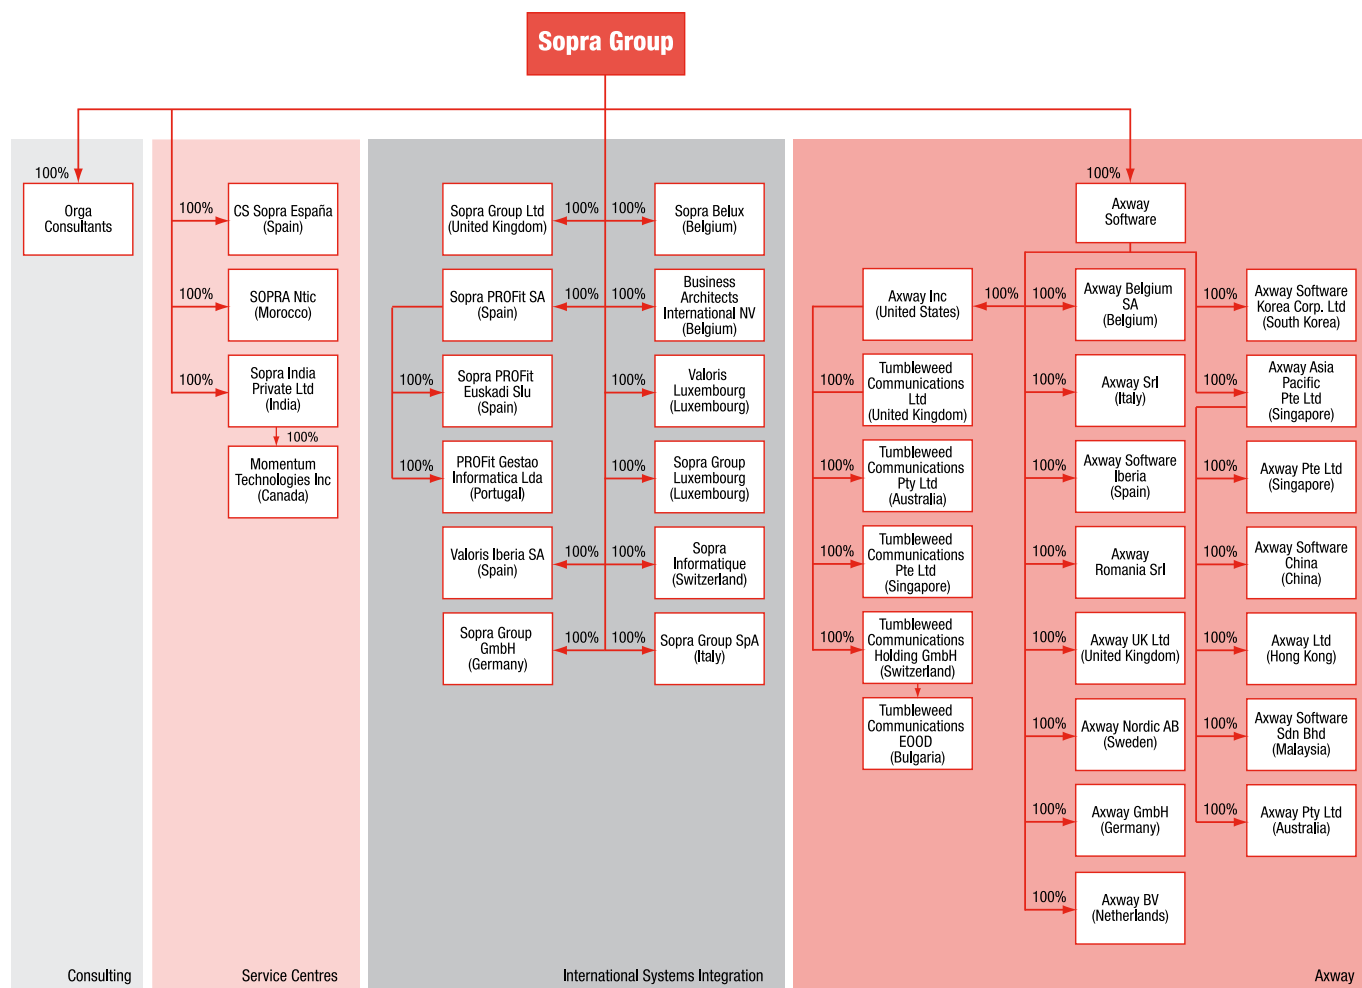 Sopra Group
100%
Orga
Consultants
Consulting
100%
CS Sopra España
(Spain)
100%
SOPRA Ntic
(Morocco)
100%
Sopra India
Private Ltd
(India)
100%
Momentum
Technologies Inc
(Canada)
Service Centres
Sopra Group Ltd
(United Kingdom)
100%
100%
Sopra Belux
(Belgium)
Sopra PROFit SA
(Spain)
100%
100%
Business
Architects
International NV
(Belgium)
100%
Sopra PROFit
Euskadi Slu
(Spain)
100%
Valoris
Luxembourg
(Luxembourg)
100%
PROFit Gestao
Informatica Lda
(Portugal)
100%
Sopra Group
Luxembourg
(Luxembourg)
Valoris Iberia SA
(Spain)
100%
100%
Sopra
Informatique
(Switzerland)
Sopra Group
GmbH
(Germany)
100%
100%
Sopra Group SpA
(Italy)
International Systems Integration
100%
Axway
Software
Axway Inc
(United States)
100%
100%
Axway Belgium
SA
(Belgium)
100%
Axway Software
Korea Corp. Ltd
(South Korea)
100%
Tumbleweed
Communications
Ltd
(United Kingdom)
100%
Axway Srl
(Italy)
100%
Axway Asia
Pacific
Pte Ltd
(Singapore)
100%
Tumbleweed
Communications
Pty Ltd
(Australia)
100%
Axway Software
Iberia
(Spain)
100%
Axway Pte Ltd
(Singapore)
100%
Tumbleweed
Communications
Pte Ltd
(Singapore)
100%
Axway
Romania Srl
100%
Axway Software
China
(China)
100%
Tumbleweed
Communications
Holding GmbH
(Switzerland)
100%
Axway UK Ltd
(United Kingdom)
100%
Axway Ltd
(Hong Kong)
Tumbleweed
Communications
EOOD
(Bulgaria)
100%
Axway Nordic AB
(Sweden)
100%
Axway Software
Sdn Bhd
(Malaysia)
100%
Axway GmbH
(Germany)
100%
Axway Pty Ltd
(Australia)
100%
Axway BV
(Netherlands)
Axway